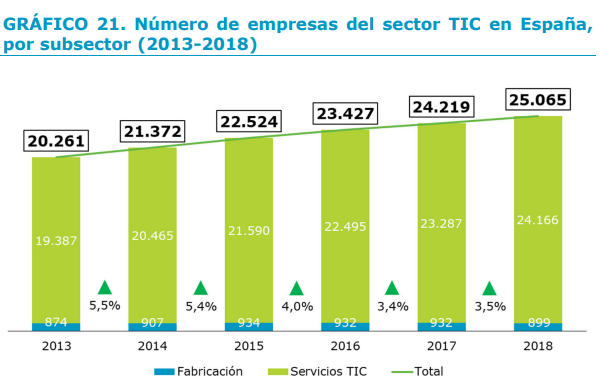 GRÁFICO 21. Número de empresas del sector TIC en España,
por subsector (2013-2018)
20.261 21.372 22.524 23.427 24.219 25.065
19.387 20.465 21.590 22.495 23.287 24.166
5,5% 5,4% 4,0% 3,4% 3,5%
874 907 934 932 932 899
2013 2014 2015 2016 2017 2018
Fabricación Servicios TIC Total